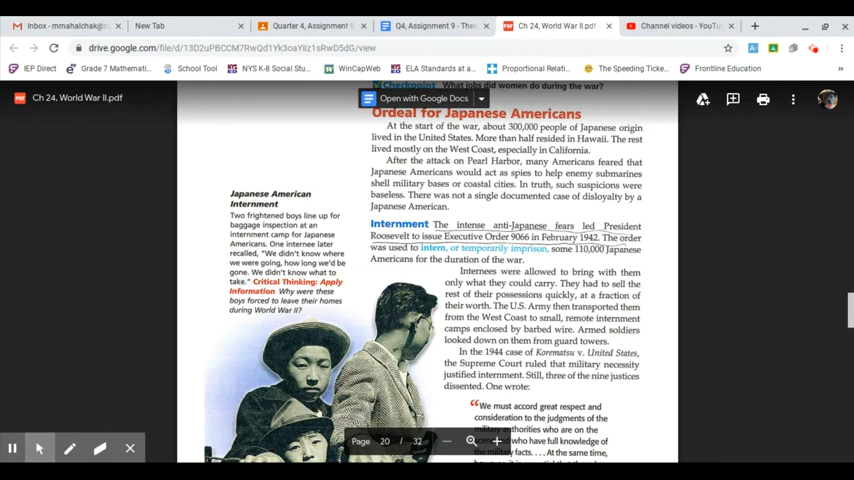 Inbox - mmahalchak@ra
New Tab
Quarter 4, Assignment 9
Q4, Assignment 9 - The
Ch 24, World War II.pdf
Channel videos - YouTu
drive.google.com/file/d/13D2uPBCCM7RwQd1Yk3oaYiiz1sRwD5dG/view
IEP Direct
Grade 7 Mathemati...
School Tool
NYS K-8 Social Stu...
WinCapWeb
ELA Standards at a...
Proportional Relati...
The Speeding Ticke...
Frontline Education
Ch 24, World War II.pdf
Checkpoint What jobs did women do during the war?
Open with Google Docs
Ordeal for Japanese Americans
At the start of the war, about 300,000 people of Japanese origin
lived in the United States. More than half resided in Hawaii. The rest
lived mostly on the West Coast, especially in California.
After the attack on Pearl Harbor, many Americans feared that
Japanese Americans would act as spies to help enemy submarines
shell military bases or coastal cities. In truth, such suspicions were
baseless. There was not a single documented case of disloyalty by a
Japanese American.
Internment The intense anti-Japanese fears led President
Roosevelt to issue Executive Order 9066 in February 1942. The order
was used to intern, or temporarily imprison, some 110,000 Japanese
Americans for the duration of the war.
Internees were allowed to bring with them
only what they could carry. They had to sell the
rest of their possessions quickly, at a fraction of
their worth. The U.S. Army then transported them
from the West Coast to small, remote internment
camps enclosed by barbed wire. Armed soldiers
looked down on them from guard towers.
In the 1944 case of Korematsu v. United States,
the Supreme Court ruled that military necessity
justified internment. Still, three of the nine justices
dissented. One wrote:
“We must accord great respect and
consideration to the judgments of the
military authorities who are on the
who have full knowledge of
the military facts. . . . At the same time,
Japanese American
Internment
Two frightened boys line up for
baggage inspection at an
internment camp for Japanese
Americans. One internee later
recalled, “We didn't know where
we were going, how long we'd be
gone. We didn't know what to
take.” Critical Thinking: Apply
Information Why were these
boys forced to leave their homes
during World War II?
Page 20 / 32